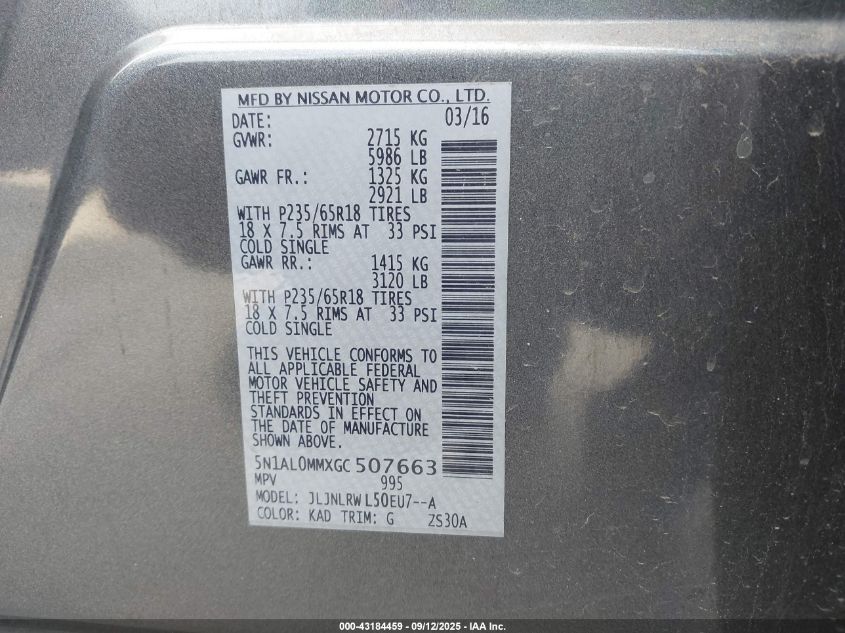 MFD BY NISSAN MOTOR CO., LTD.
DATE: 03/16
GVWR: 2715 KG
5986 LB
GAWR FR.: 1325 KG
2921 LB
WITH P235/65R18 TIRES
18 X 7.5 RIMS AT 33 PSI
COLD SINGLE
GAWR RR.: 1415 KG
3120 LB
WITH P235/65R18 TIRES
18 X 7.5 RIMS AT 33 PSI
COLD SINGLE
THIS VEHICLE CONFORMS TO
ALL APPLICABLE FEDERAL
MOTOR VEHICLE SAFETY AND
THEFT PREVENTION
STANDARDS IN EFFECT ON
THE DATE OF MANUFACTURE
SHOWN ABOVE.
5N1AL0MMXGC507663
MPV 995
MODEL: JLJNLRWL50EU7--A
COLOR: KAD TRIM: G ZS30A
000-43184459 - 09/12/2025 - IAA Inc.